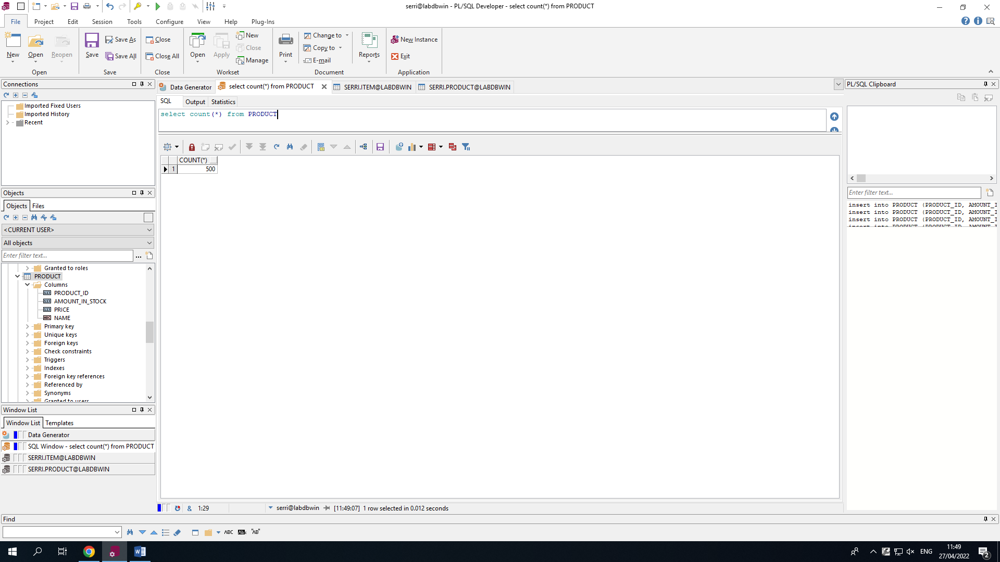 serri@labdbwin - PL/SQL Developer - select count(*) from PRODUCT
File Project Edit Session Tools Configure View Help Plug-Ins
New Open Reopen
Open
Save Save As Save All
Save
Close Close All
Close
Open Apply New Close Manage
Workset
Print Change to Copy to E-mail
Document
Reports
New Instance
Exit
Application
Connections
Imported Fixed Users
Imported History
Recent
Objects
Objects Files
<CURRENT USER>
All objects
Enter filter text...
Granted to roles
PRODUCT
Columns
PRODUCT_ID
AMOUNT_IN_STOCK
PRICE
NAME
Primary key
Unique keys
Foreign keys
Check constraints
Triggers
Indexes
Foreign key references
Referenced by
Synonyms
Granted to users
Window List
Window List Templates
Data Generator
SQL Window - select count(*) from PRODUCT
SERRI.ITEM@LABDBWIN
SERRI.PRODUCT@LABDBWIN
Data Generator select count(*) from PRODUCT SERRI.ITEM@LABDBWIN SERRI.PRODUCT@LABDBWIN
SQL Output Statistics
select count(*) from PRODUCT
COUNT(*)
1 500
& 1:29 serri@labdbwin [11:49:07] 1 row selected in 0.012 seconds
PL/SQL Clipboard
Enter filter text...
insert into PRODUCT (PRODUCT_ID, AMOUNT_I
insert into PRODUCT (PRODUCT_ID, AMOUNT_I
insert into PRODUCT (PRODUCT_ID, AMOUNT_I
insert into PRODUCT (PRODUCT_ID, AMOUNT_I
Find
ABC AB "AB"
ENG
11:49
27/04/2022
2